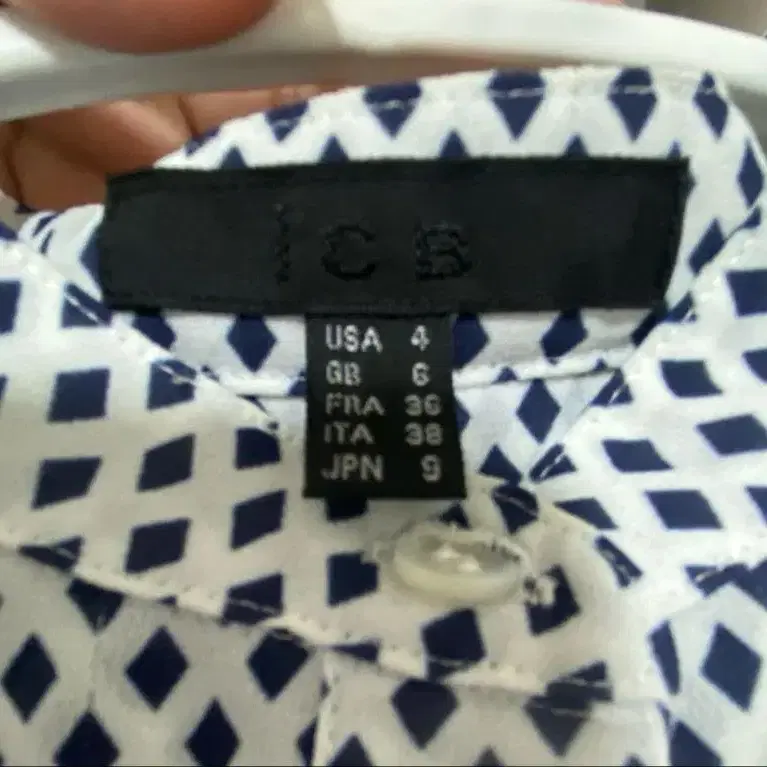 ICB
USA 4
GB 6
FRA 36
ITA 38
JPN 9